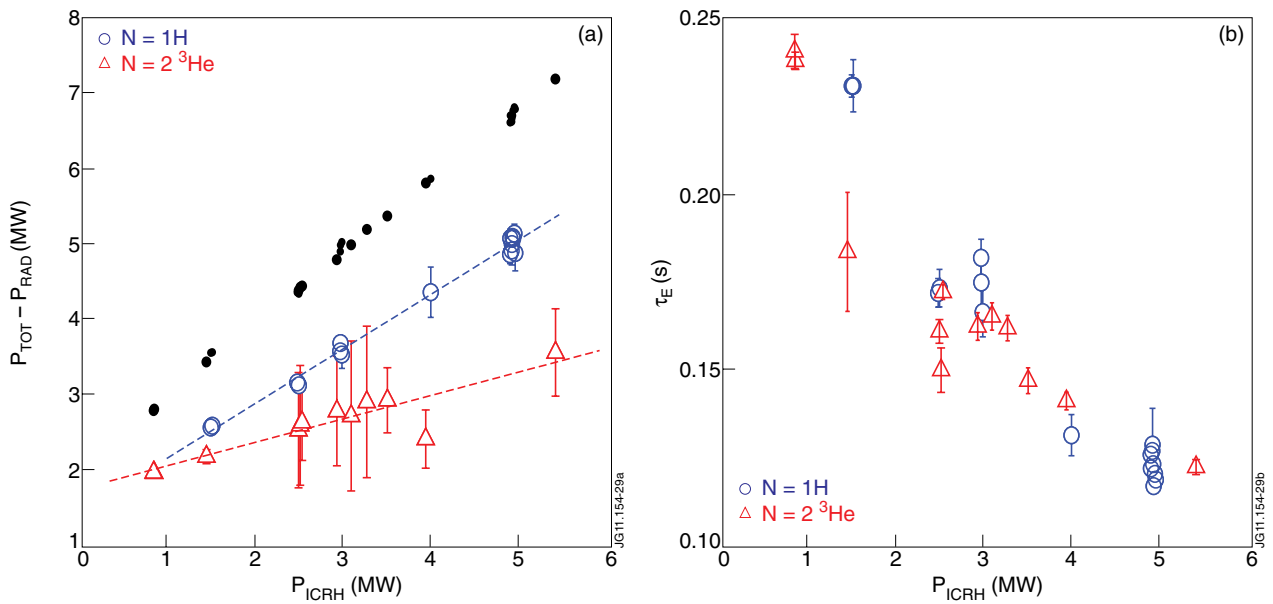 8
7
6
5
4
3
2
1
0 1 2 3 4 5 6
P_TOT – P_RAD (MW)
P_ICRH (MW)
N = 1H
N = 2 ³He
(a)
JG11.154-29a
0.25
0.20
0.15
0.10
0 1 2 3 4 5 6
τ_E (s)
P_ICRH (MW)
N = 1H
N = 2 ³He
(b)
JG11.154-29b